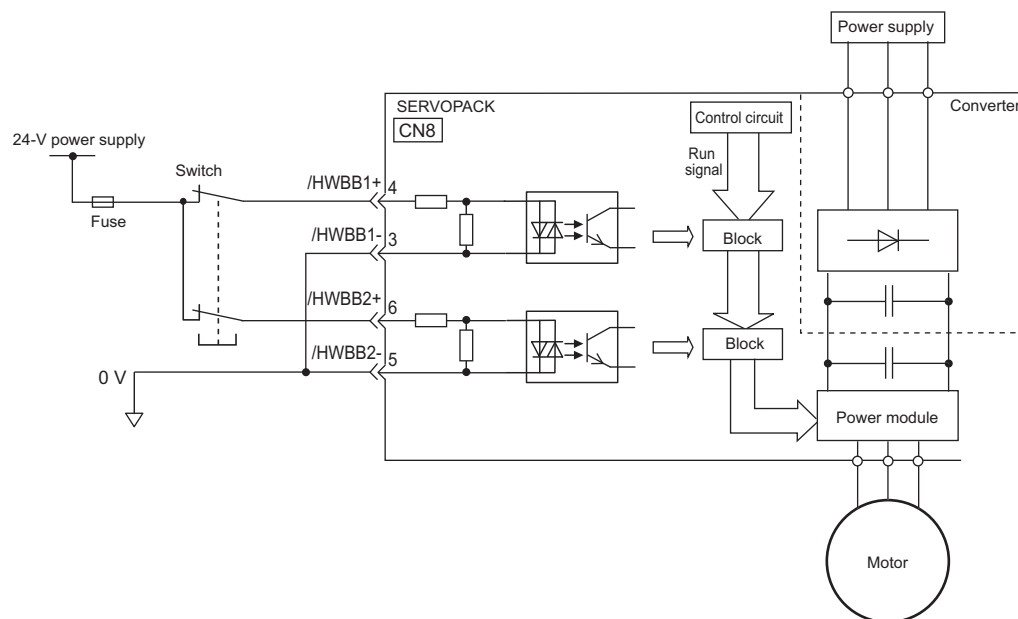 Power supply
SERVOPACK
Converter
CN8
Control circuit
24-V power supply
Switch
Run
signal
/HWBB1+
4
Fuse
/HWBB1-
3
Block
/HWBB2+
6
Block
/HWBB2-
5
0 V
Power module
Motor